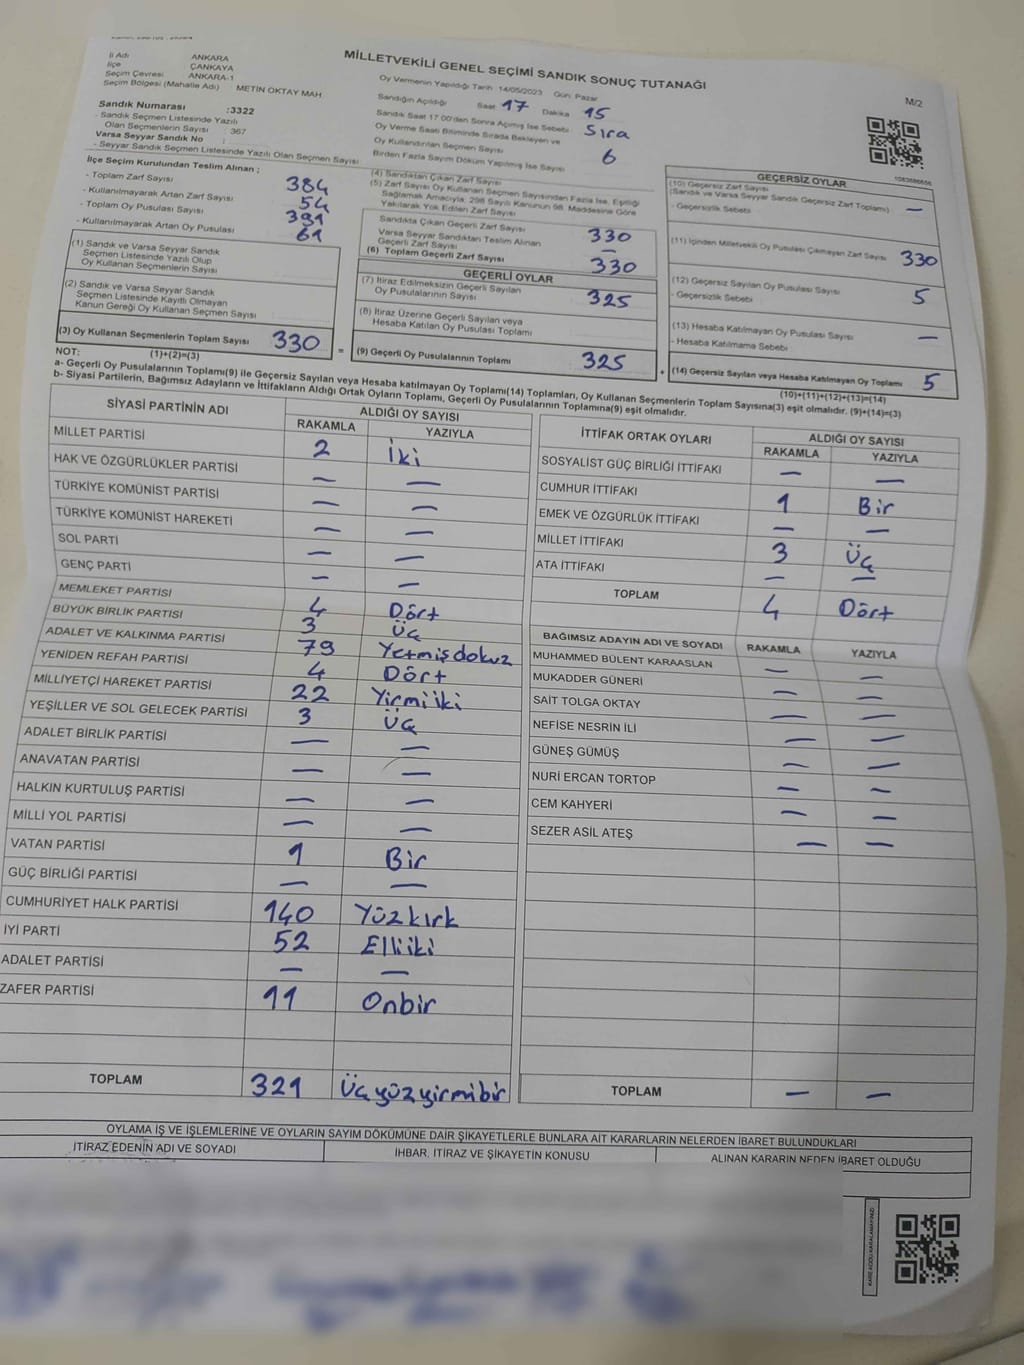 MİLLETVEKİLİ GENEL SEÇİMİ SANDIK SONUÇ TUTANAĞI
M/2
İl Adı : ANKARA
İlçe : ÇANKAYA
Seçim Çevresi : ANKARA-1
Seçim Bölgesi (Mahalle Adı) METİN OKTAY MAH
Oy Vermenin Yapıldığı Tarih 14/05/2023 Gün: Pazar
Sandığın Açıldığı Saat 17 Dakika 15
Sandık Saat 17.00'den Sonra Açılmış İse Sebebi Sıra
Oy Verme Saati Bitiminde Sırada Bekleyen ve
Oy Kullandırılan Seçmen Sayısı 6
Birden Fazla Sayım Döküm Yapılmış İse Sayısı
Sandık Numarası :3322
- Sandık Seçmen Listesinde Yazılı
Olan Seçmenlerin Sayısı : 367
Varsa Seyyar Sandık No :
- Seyyar Sandık Seçmen Listesinde Yazılı Olan Seçmen Sayısı
İlçe Seçim Kurulundan Teslim Alınan ;
- Toplam Zarf Sayısı 384
- Kullanılmayarak Artan Zarf Sayısı 54
- Toplam Oy Pusulası Sayısı 391
- Kullanılmayarak Artan Oy Pusulası 61
(1) Sandık ve Varsa Seyyar Sandık
Seçmen Listesinde Yazılı Olup
Oy Kullanan Seçmenlerin Sayısı
(2) Sandık ve Varsa Seyyar Sandık
Seçmen Listesinde Kayıtlı Olmayan
Kanun Gereği Oy Kullanan Seçmen Sayısı
(3) Oy Kullanan Seçmenlerin Toplam Sayısı 330
(1)+(2)=(3)
(4) Sandıktan Çıkan Zarf Sayısı
(5) Zarf Sayısı Oy Kullanan Seçmen Sayısından Fazla İse, Eşitliği
Sağlamak Amacıyla, 298 Sayılı Kanunun 98. Maddesine Göre
Yakılarak Yok Edilen Zarf Sayısı
Sandıkta Çıkan Geçerli Zarf Sayısı 330
Varsa Seyyar Sandıktan Teslim Alınan
Geçerli Zarf Sayısı —
(6) Toplam Geçerli Zarf Sayısı 330
GEÇERLİ OYLAR
(7) İtiraz Edilmeksizin Geçerli Sayılan
Oy Pusulalarının Sayısı 325
(8) İtiraz Üzerine Geçerli Sayılan veya
Hesaba Katılan Oy Pusulası Toplamı
= (9) Geçerli Oy Pusulalarının Toplamı 325
GEÇERSİZ OYLAR
(10) Geçersiz Zarf Sayısı
(Sandık ve Varsa Seyyar Sandık Geçersiz Zarf Toplamı) —
- Geçersizlik Sebebi
(11) İçinden Milletvekili Oy Pusulası Çıkmayan Zarf Sayısı 330
(12) Geçersiz Sayılan Oy Pusulası Sayısı 5
- Geçersizlik Sebebi
(13) Hesaba Katılmayan Oy Pusulası Sayısı —
- Hesaba Katılmama Sebebi
+ (14) Geçersiz Sayılan veya Hesaba Katılmayan Oy Toplamı 5
(10)+(11)+(12)+(13)=(14)
NOT:
a- Geçerli Oy Pusulalarının Toplamı(9) ile Geçersiz Sayılan veya Hesaba katılmayan Oy Toplamı(14) Toplamları, Oy Kullanan Seçmenlerin Toplam Sayısına(3) eşit olmalıdır. (9)+(14)=(3)
b- Siyasi Partilerin, Bağımsız Adayların ve İttifakların Aldığı Ortak Oyların Toplamı, Geçerli Oy Pusulalarının Toplamına(9) eşit olmalıdır.
SİYASİ PARTİNİN ADI ALDIĞI OY SAYISI
RAKAMLA YAZIYLA
MİLLET PARTİSİ 2 İki
HAK VE ÖZGÜRLÜKLER PARTİSİ — —
TÜRKİYE KOMÜNİST PARTİSİ — —
TÜRKİYE KOMÜNİST HAREKETİ — —
SOL PARTİ — —
GENÇ PARTİ — —
MEMLEKET PARTİSİ 4 Dört
BÜYÜK BİRLİK PARTİSİ 3 Üç
ADALET VE KALKINMA PARTİSİ 79 Yetmişdokuz
YENİDEN REFAH PARTİSİ 4 Dört
MİLLİYETÇİ HAREKET PARTİSİ 22 Yirmiiki
YEŞİLLER VE SOL GELECEK PARTİSİ 3 Üç
ADALET BİRLİK PARTİSİ — —
ANAVATAN PARTİSİ — —
HALKIN KURTULUŞ PARTİSİ — —
MİLLİ YOL PARTİSİ — —
VATAN PARTİSİ 1 Bir
GÜÇ BİRLİĞİ PARTİSİ — —
CUMHURİYET HALK PARTİSİ 140 Yüzkırk
İYİ PARTİ 52 Elliiki
ADALET PARTİSİ — —
ZAFER PARTİSİ 11 Onbir
TOPLAM 321 Üçyüzyirmibir
İTTİFAK ORTAK OYLARI ALDIĞI OY SAYISI
RAKAMLA YAZIYLA
SOSYALİST GÜÇ BİRLİĞİ İTTİFAKI — —
CUMHUR İTTİFAKI 1 Bir
EMEK VE ÖZGÜRLÜK İTTİFAKI — —
MİLLET İTTİFAKI 3 Üç
ATA İTTİFAKI — —
TOPLAM 4 Dört
BAĞIMSIZ ADAYIN ADI VE SOYADI RAKAMLA YAZIYLA
MUHAMMED BÜLENT KARAASLAN — —
MUKADDER GÜNERİ — —
SAİT TOLGA OKTAY — —
NEFİSE NESRİN İLİ — —
GÜNEŞ GÜMÜŞ — —
NURİ ERCAN TORTOP — —
CEM KAHYERİ — —
SEZER ASİL ATEŞ — —
TOPLAM — —
OYLAMA İŞ VE İŞLEMLERİNE VE OYLARIN SAYIM DÖKÜMÜNE DAİR ŞİKAYETLERLE BUNLARA AİT KARARLARIN NELERDEN İBARET BULUNDUKLARI
İTİRAZ EDENİN ADI VE SOYADI İHBAR, İTİRAZ VE ŞİKAYETİN KONUSU ALINAN KARARIN NEDEN İBARET OLDUĞU
KARE KODU KARALAMAYINIZ!